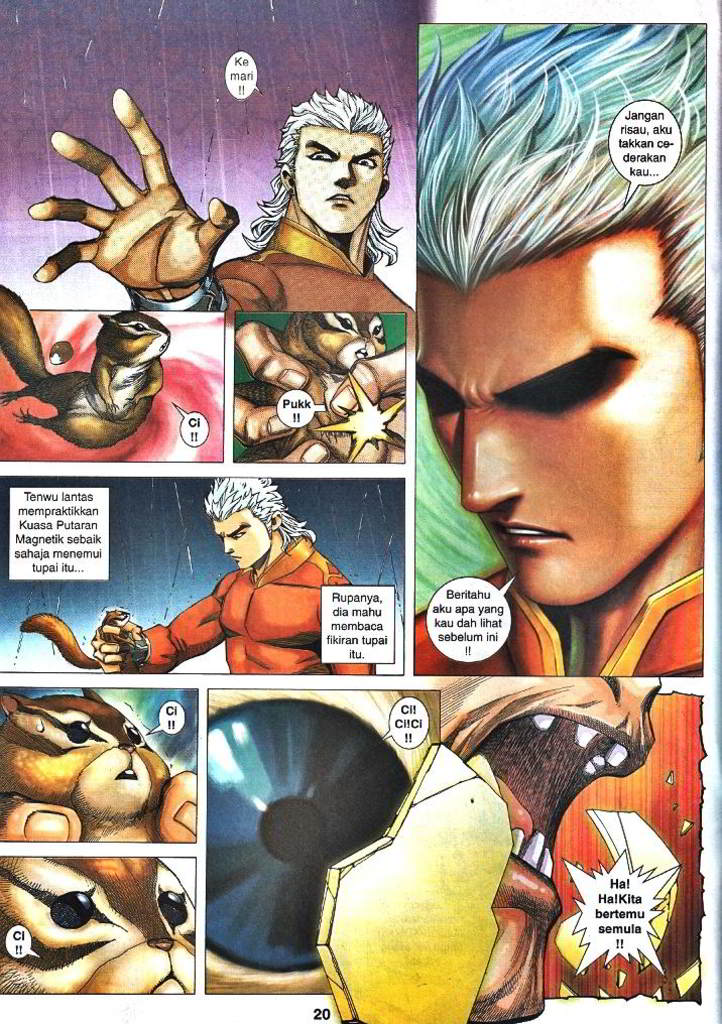 Ke
mari
!!
Jangan
risau, aku
takkan ce-
derakan
kau...
Ci
!!
Pukk
!!
Tenwu lantas
mempraktikkan
Kuasa Putaran
Magnetik sebaik
sahaja menemui
tupai itu...
Rupanya,
dia mahu
membaca
fikiran tupai
itu.
Beritahu
aku apa yang
kau dah lihat
sebelum ini
!!
Ci
!!
Ci!
Ci!Ci
!!
Ci
!!
Ha!
Ha!Kita
bertemu
semula
!!
20